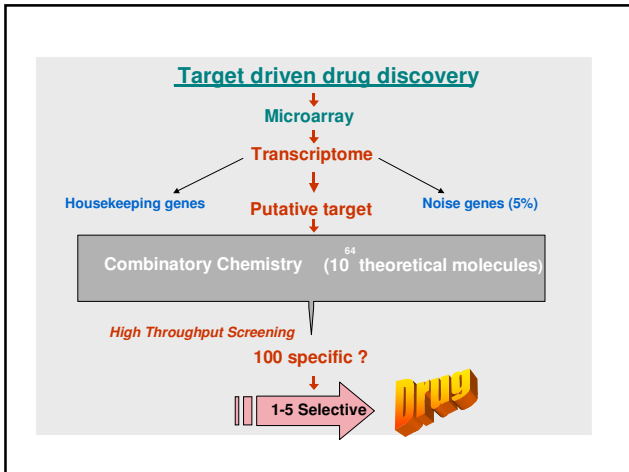 Target driven drug discovery
Microarray
Transcriptome
Housekeeping genes
Putative target
Noise genes (5%)
Combinatory Chemistry (10^64 theoretical molecules)
High Throughput Screening
100 specific ?
1-5 Selective
Drug